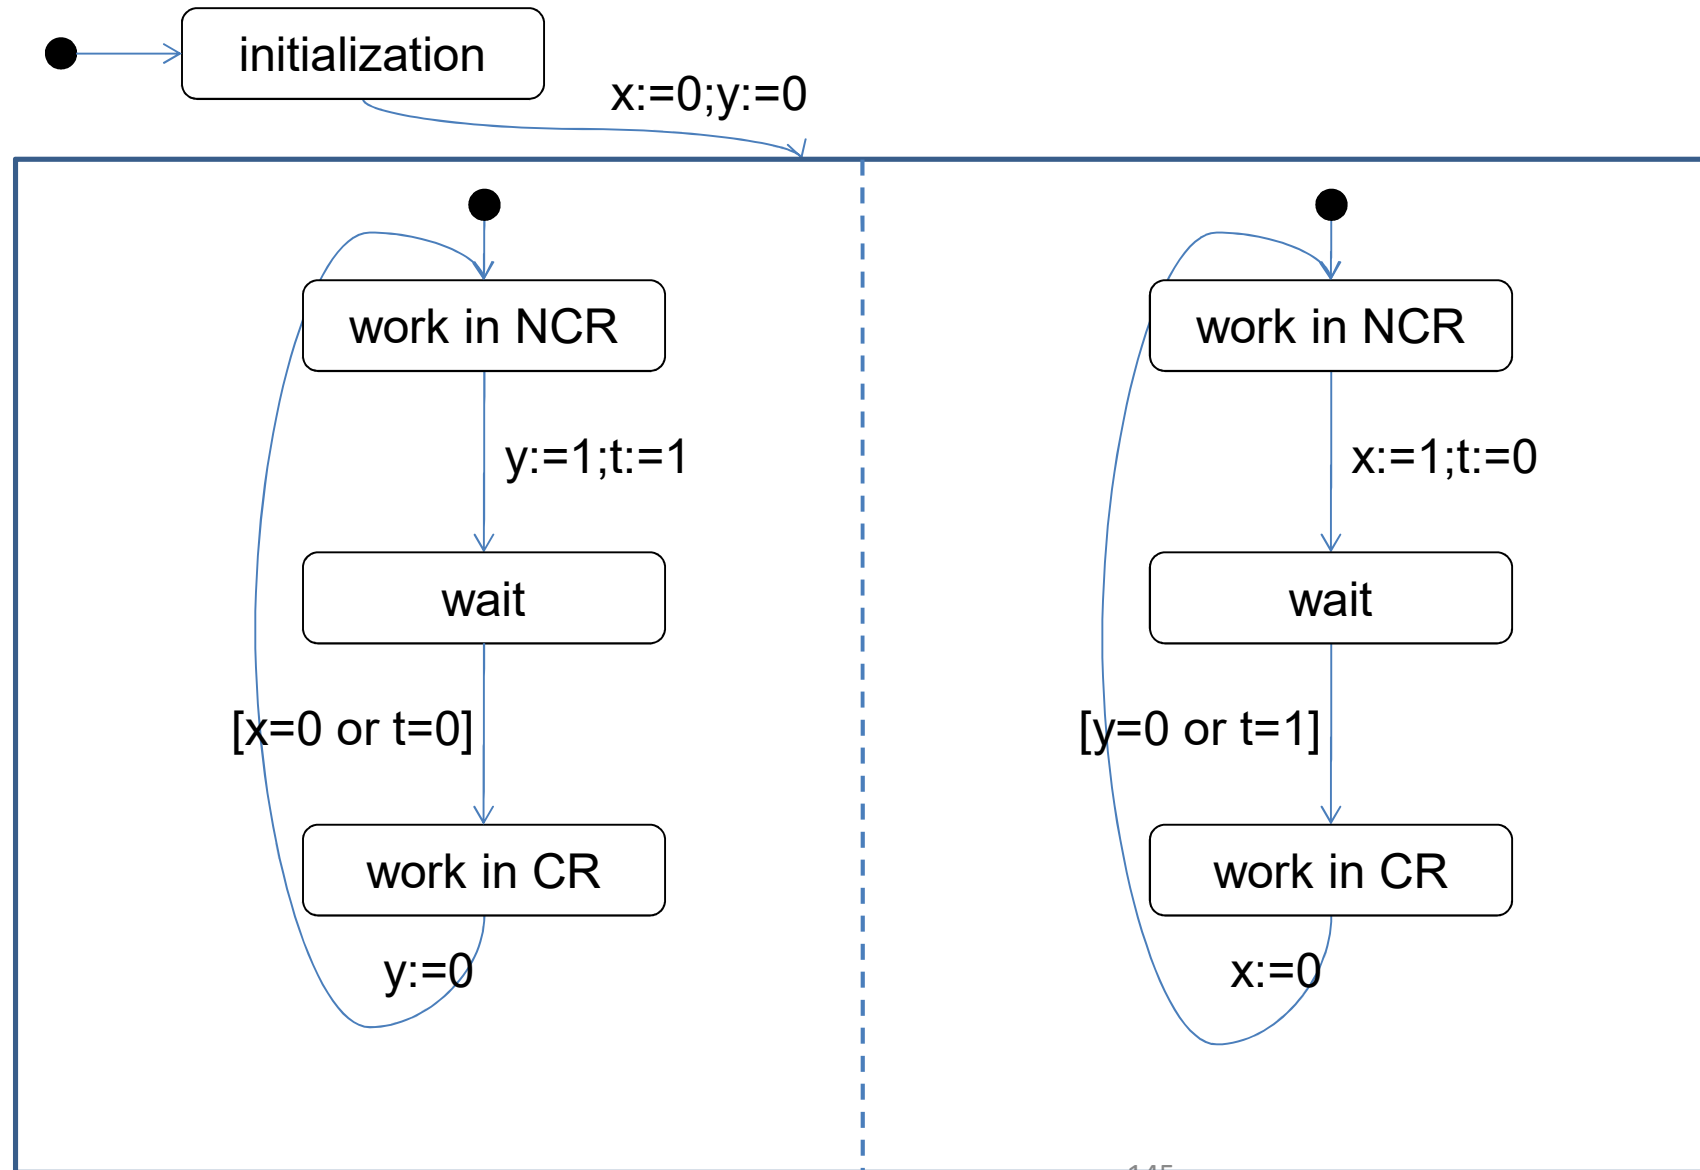 initialization
x:=0;y:=0
work in NCR
y:=1;t:=1
wait
[x=0 or t=0]
work in CR
y:=0
work in NCR
x:=1;t:=0
wait
[y=0 or t=1]
work in CR
x:=0